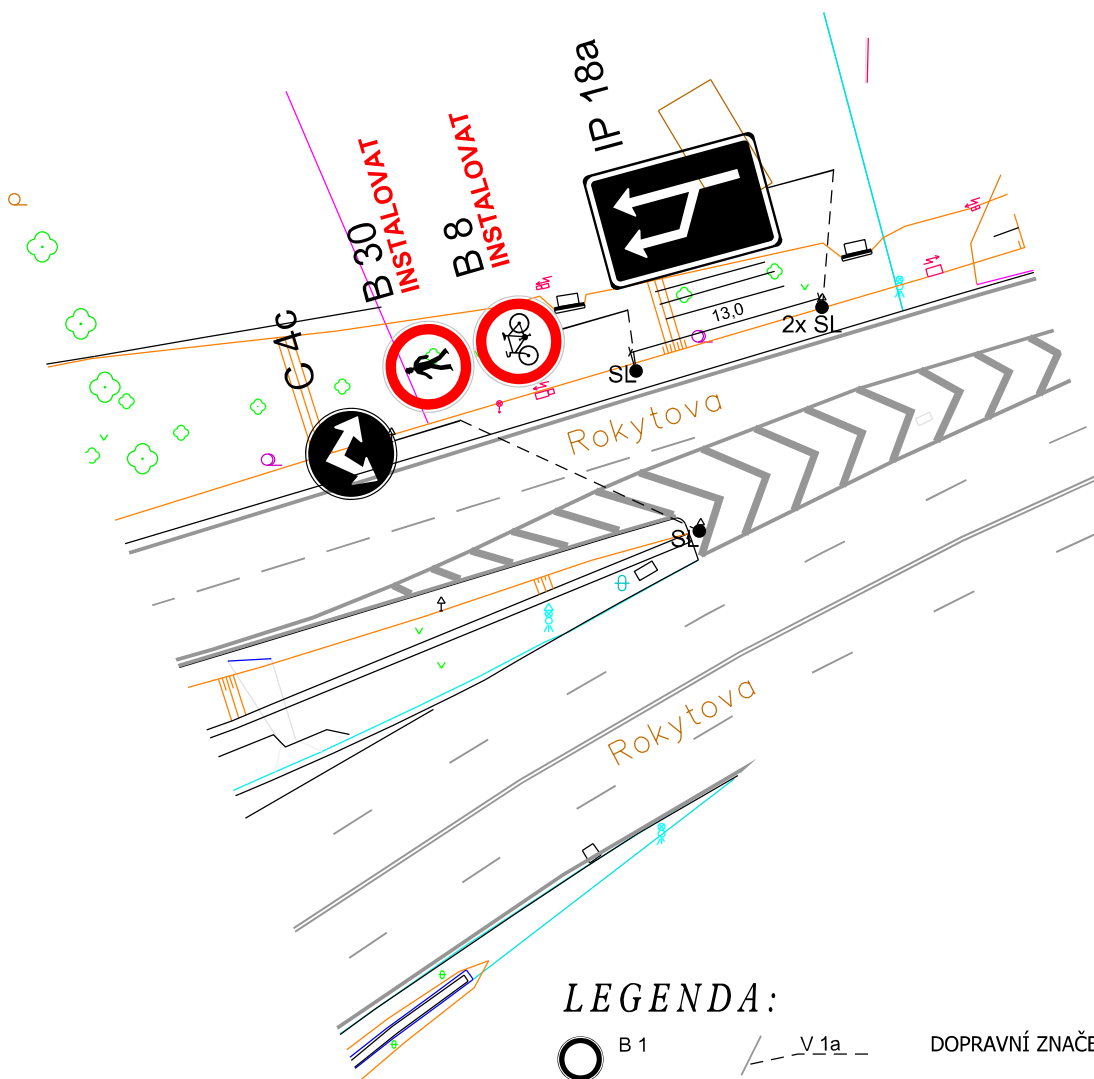 IP 18a
B 8
INSTALOVAT
B 30
INSTALOVAT
C 4c
13,0
2x SL
SL
Rokytova
SL
Rokytova
LEGENDA:
B 1
V 1a
DOPRAVNÍ ZNAČE